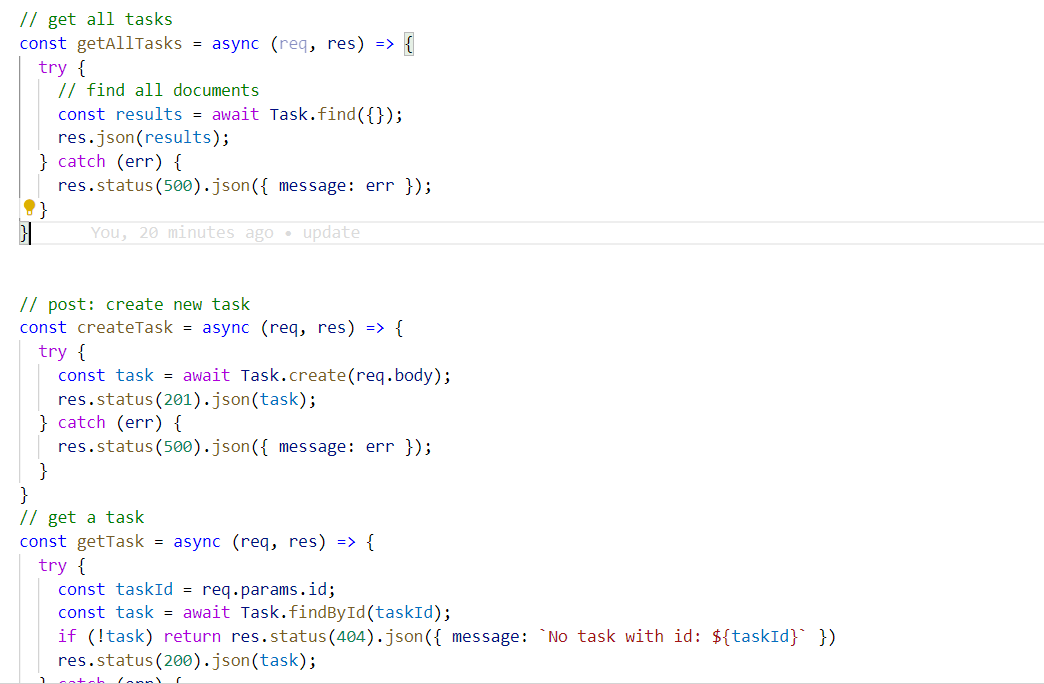 // get all tasks
const getAllTasks = async (req, res) => {
try {
// find all documents
const results = await Task.find({});
res.json(results);
} catch (err) {
res.status(500).json({ message: err });
}
}
You, 20 minutes ago • update
// post: create new task
const createTask = async (req, res) => {
try {
const task = await Task.create(req.body);
res.status(201).json(task);
} catch (err) {
res.status(500).json({ message: err });
}
}
// get a task
const getTask = async (req, res) => {
try {
const taskId = req.params.id;
const task = await Task.findById(taskId);
if (!task) return res.status(404).json({ message: `No task with id: ${taskId}` })
res.status(200).json(task);
} catch (err) {